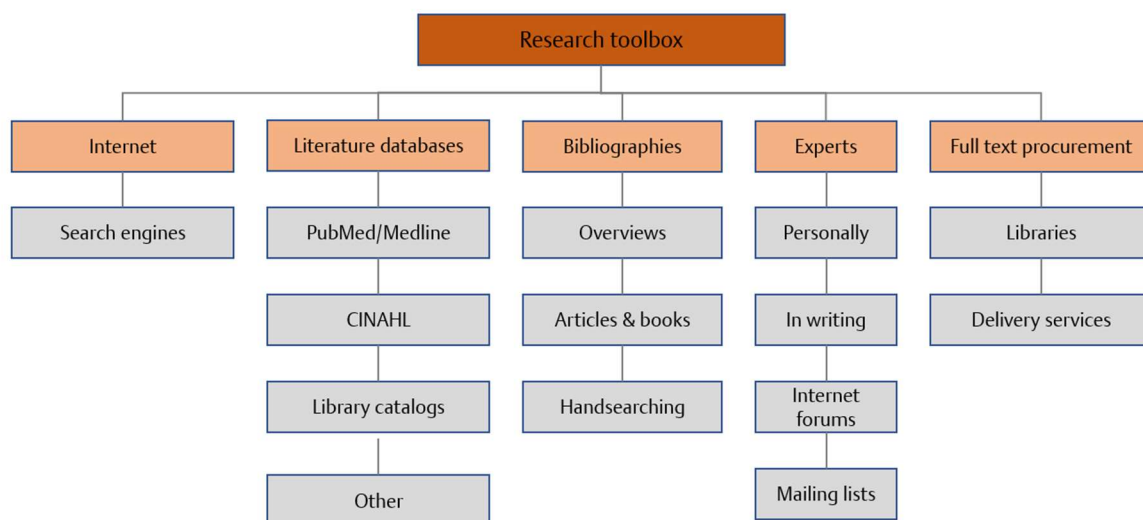 Research toolbox
Internet
Literature databases
Bibliographies
Experts
Full text procurement
Search engines
PubMed/Medline
Overviews
Personally
Libraries
CINAHL
Articles & books
In writing
Delivery services
Library catalogs
Handsearching
Internet
forums
Other
Mailing lists